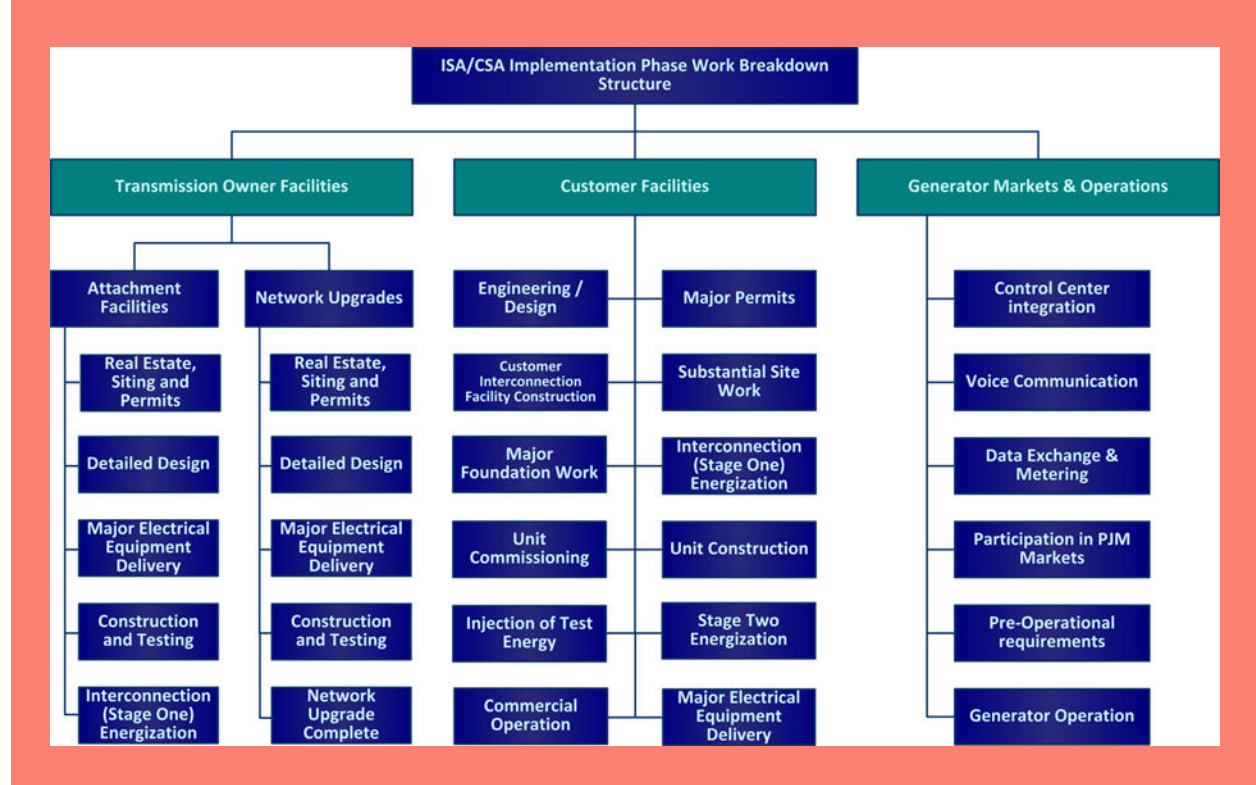 ISA/CSA Implementation Phase Work Breakdown
Structure
Transmission Owner Facilities
Customer Facilities
Generator Markets & Operations
Attachment
Facilities
Real Estate,
Siting and
Permits
Detailed Design
Major Electrical
Equipment
Delivery
Construction
and Testing
Interconnection
(Stage One)
Energization
Network Upgrades
Real Estate,
Siting and
Permits
Detailed Design
Major Electrical
Equipment
Delivery
Construction
and Testing
Network
Upgrade
Complete
Engineering /
Design
Major Permits
Customer
Interconnection
Facility Construction
Substantial Site
Work
Major
Foundation Work
Interconnection
(Stage One)
Energization
Unit
Commissioning
Unit Construction
Injection of Test
Energy
Stage Two
Energization
Commercial
Operation
Major Electrical
Equipment
Delivery
Control Center
integration
Voice Communication
Data Exchange &
Metering
Participation in PJM
Markets
Pre-Operational
requirements
Generator Operation